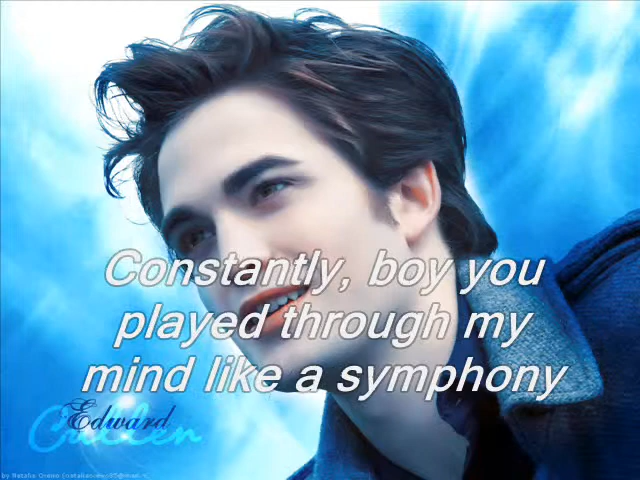 Constantly, boy you
played through my
mind like a symphony
Edward
Cullen